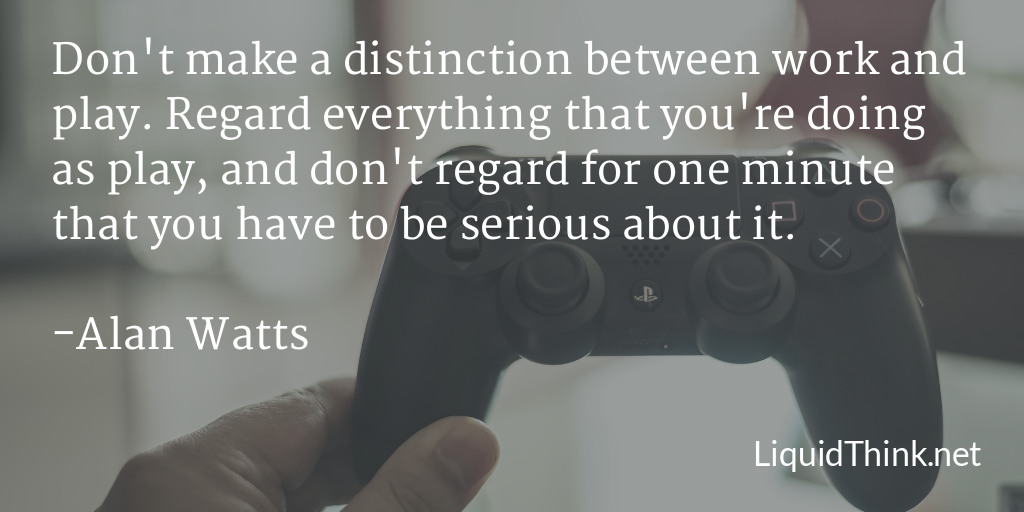 Don't make a distinction between work and
play. Regard everything that you're doing
as play, and don't regard for one minute
that you have to be serious about it.
-Alan Watts
LiquidThink.net